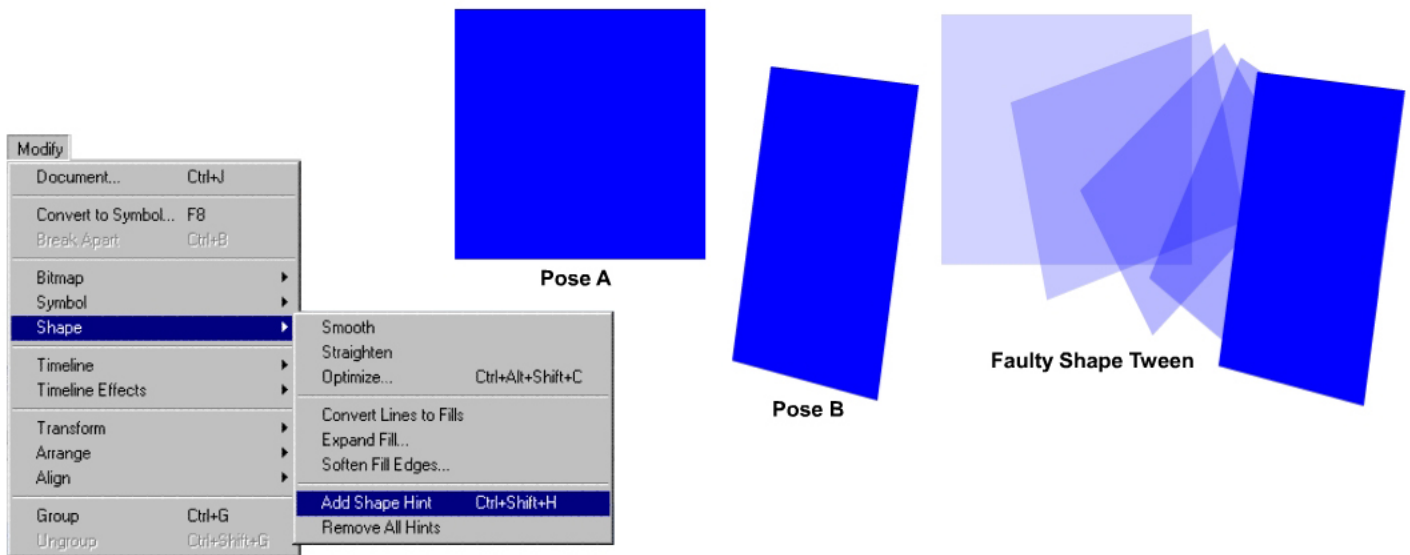 Modify
Document... Ctrl+J
Convert to Symbol... F8
Break Apart Ctrl+B
Bitmap
Symbol
Shape
Timeline
Timeline Effects
Transform
Arrange
Align
Group Ctrl+G
Ungroup Ctrl+Shift+G
Smooth
Straighten
Optimize... Ctrl+Alt+Shift+C
Convert Lines to Fills
Expand Fill...
Soften Fill Edges...
Add Shape Hint Ctrl+Shift+H
Remove All Hints
Pose A
Pose B
Faulty Shape Tween